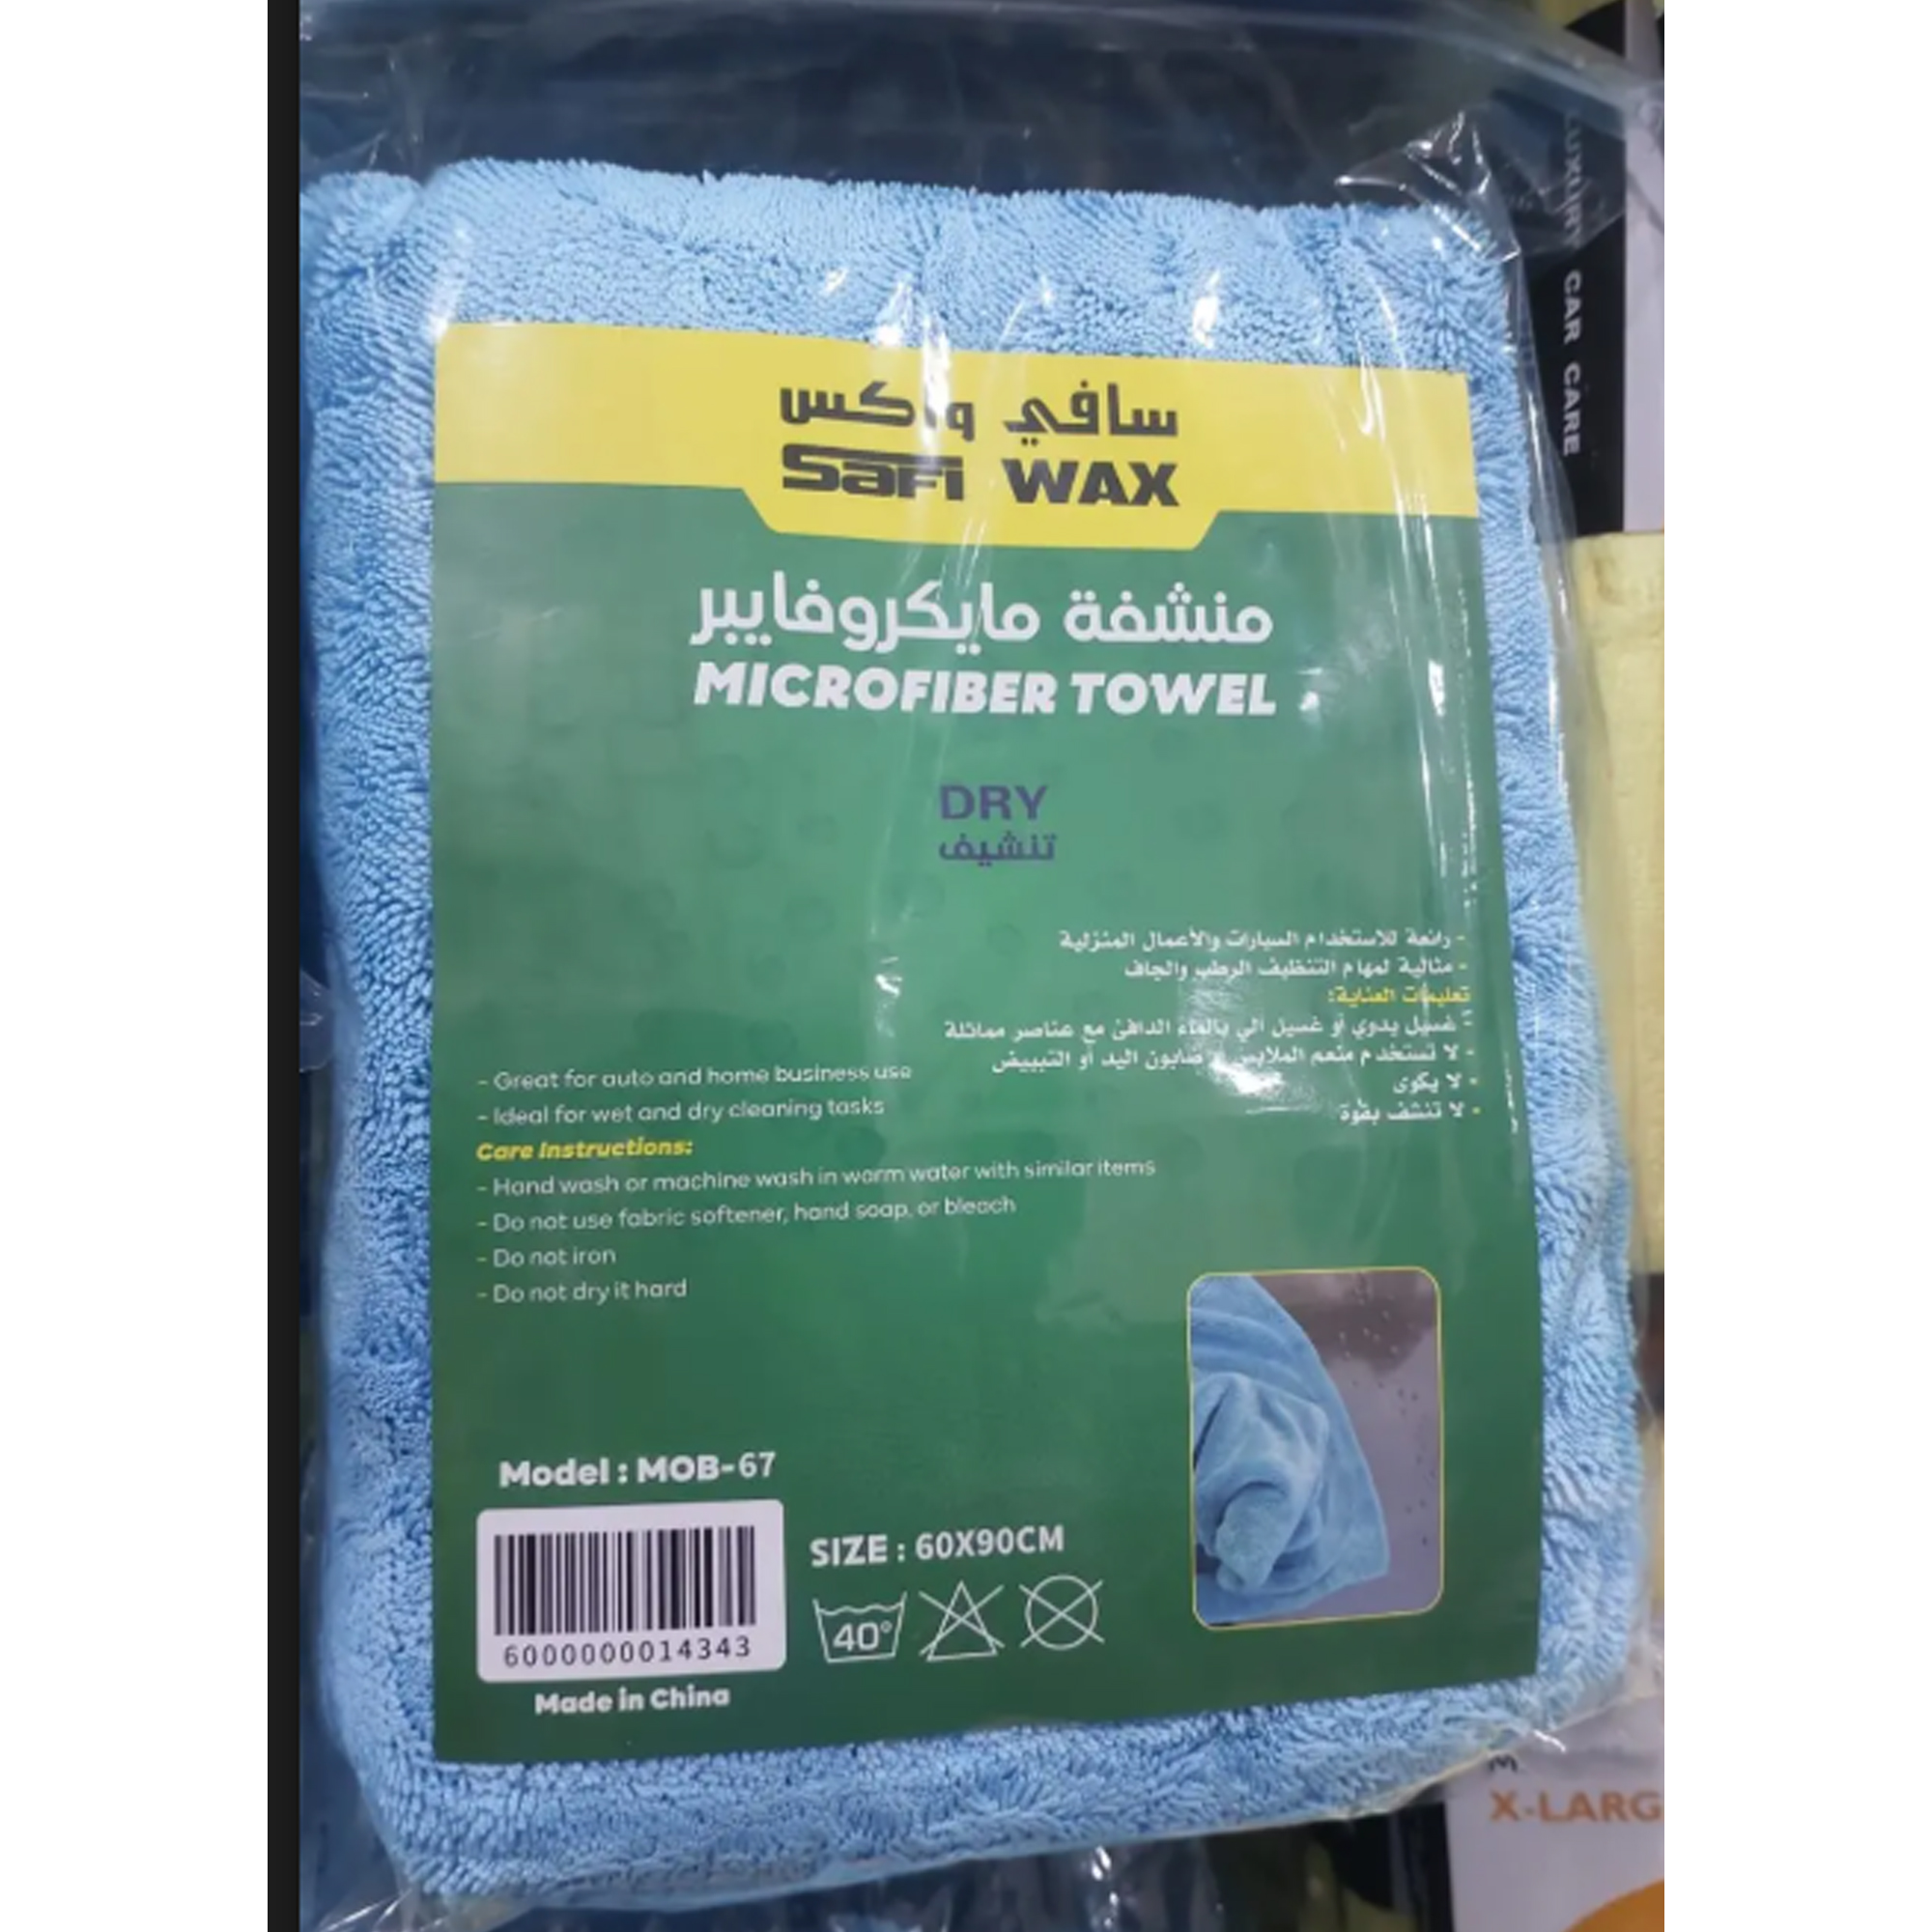 سافي واكس
SaFi WAX
منشفة مايكروفايبر
MICROFIBER TOWEL
DRY
تنشيف
- رائعة للاستخدام السيارات والأعمال المنزلية
- مثالية لمهام التنظيف الرطب والجاف
تعليمات العناية:
- غسيل يدوي أو غسيل الي بالماء الدافئ مع عناصر مماثلة
- لا تستخدم منعم الملابس صابون اليد أو التبييض
- لا يكوى
- لا تنشف بقوة
- Great for auto and home business use
- Ideal for wet and dry cleaning tasks
Care Instructions:
- Hand wash or machine wash in warm water with similar items
- Do not use fabric softener, hand soap, or bleach
- Do not iron
- Do not dry it hard
Model : MOB-67
6000000014343
Made in China
SIZE : 60X90CM
40°
LUXURY CAR CARE
M
X-LARG